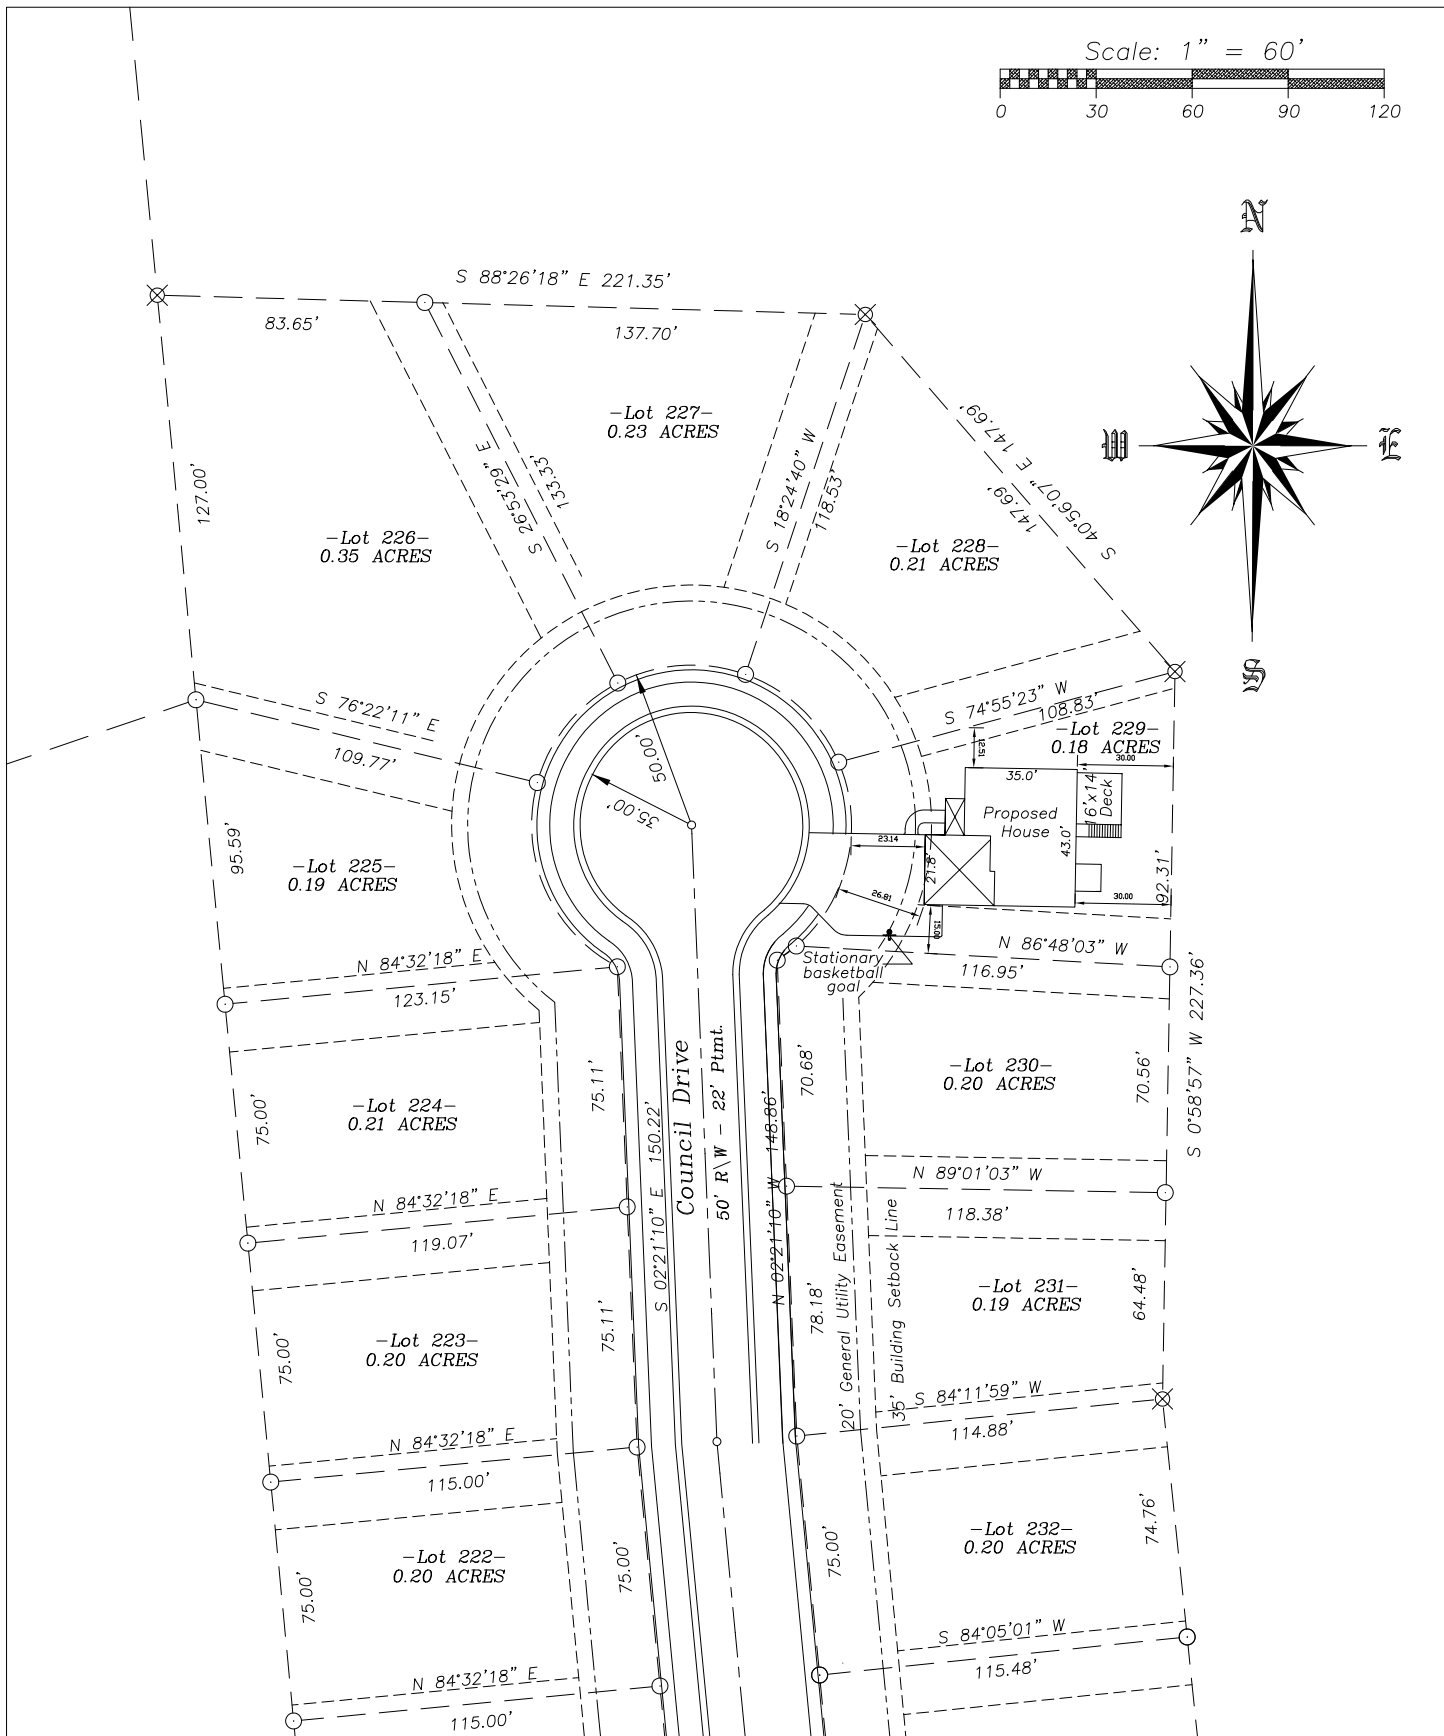 Scale: 1" = 60'
0 30 60 90 120
N
W
E
S
S 88°26'18" E 221.35'
83.65'
137.70'
-Lot 227-
0.23 ACRES
S 26°53'29" E
133.33'
S 18°24'40" W
118.53'
S 40°56'07" E 147.69'
147.69'
127.00'
-Lot 226-
0.35 ACRES
-Lot 228-
0.21 ACRES
S 76°22'11" E
109.77'
50.00'
35.00'
S 74°55'23" W
108.83'
-Lot 229-
0.18 ACRES
12.51
30.00
35.0'
16'x14'
Deck
Proposed
House
43.0'
23.14
21.8'
26.81
30.00
15.00
92.31'
95.59'
-Lot 225-
0.19 ACRES
N 86°48'03" W
116.95'
Stationary
basketball
goal
N 84°32'18" E
123.15'
S 0°58'57" W 227.36'
75.11'
Council Drive
50' R\W - 22' Ptmt.
70.68'
-Lot 230-
0.20 ACRES
70.56'
75.00'
-Lot 224-
0.21 ACRES
S 02°21'10" E 150.22'
N 02°21'10" W 148.86'
N 89°01'03" W
118.38'
N 84°32'18" E
119.07'
20' General Utility Easement
35' Building Setback Line
75.11'
78.18'
-Lot 231-
0.19 ACRES
64.48'
75.00'
-Lot 223-
0.20 ACRES
S 84°11'59" W
114.88'
N 84°32'18" E
115.00'
75.00'
75.00'
-Lot 232-
0.20 ACRES
74.76'
-Lot 222-
0.20 ACRES
75.00'
S 84°05'01" W
115.48'
N 84°32'18" E
115.00'